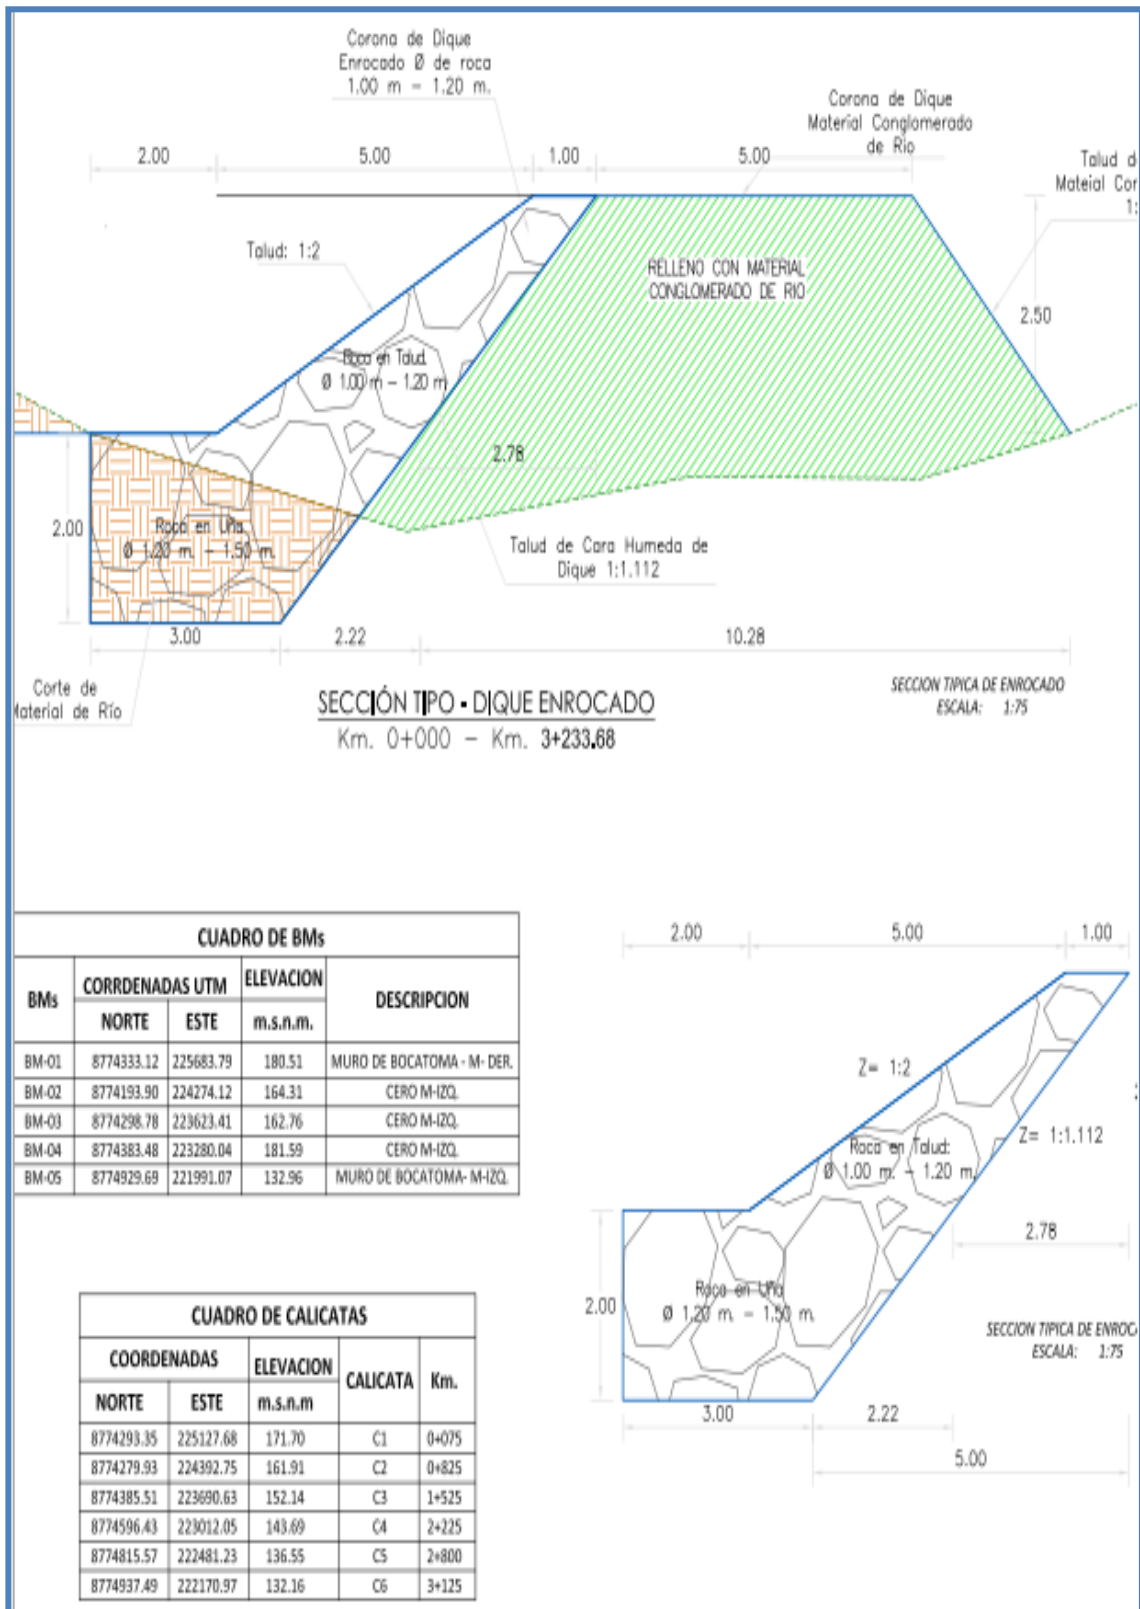 Corona de Dique
Enrocado Ø de roca
1.00 m – 1.20 m.
Corona de Dique
Material Conglomerado
de Río
2.00
5.00
1.00
5.00
Talud d
Mateial Cor
1:
Talud: 1:2
RELLENO CON MATERIAL
CONGLOMERADO DE RIO
2.50
Roca en Talud:
Ø 1.00 m – 1.20 m
2.78
2.00
Roca en Uña
Ø 1.20 m. – 1.50 m.
Talud de Cara Humeda de
Dique 1:1.112
3.00
2.22
10.28
Corte de
Material de Río
SECCIÓN TIPO - DIQUE ENROCADO
Km. 0+000 – Km. 3+233.68
SECCION TIPICA DE ENROCADO
ESCALA: 1:75
CUADRO DE BMs
BMs CORRDENADAS UTM ELEVACION DESCRIPCION
NORTE ESTE m.s.n.m.
BM-01 8774333.12 225683.79 180.51 MURO DE BOCATOMA - M- DER.
BM-02 8774193.90 224274.12 164.31 CERO M-IZQ.
BM-03 8774298.78 223623.41 162.76 CERO M-IZQ.
BM-04 8774383.48 223280.04 181.59 CERO M-IZQ.
BM-05 8774929.69 221991.07 132.96 MURO DE BOCATOMA- M-IZQ.
2.00
5.00
1.00
Z= 1:2
Z= 1:1.112
Roca en Talud:
Ø 1.00 m. – 1.20 m.
2.78
2.00
Roca en Uña
Ø 1.20 m. – 1.50 m.
SECCION TIPICA DE ENROC
ESCALA: 1:75
3.00
2.22
5.00
CUADRO DE CALICATAS
COORDENADAS ELEVACION CALICATA Km.
NORTE ESTE m.s.n.m
8774293.35 225127.68 171.70 C1 0+075
8774279.93 224392.75 161.91 C2 0+825
8774385.51 223690.63 152.14 C3 1+525
8774596.43 223012.05 143.69 C4 2+225
8774815.57 222481.23 136.55 C5 2+800
8774937.49 222170.97 132.16 C6 3+125